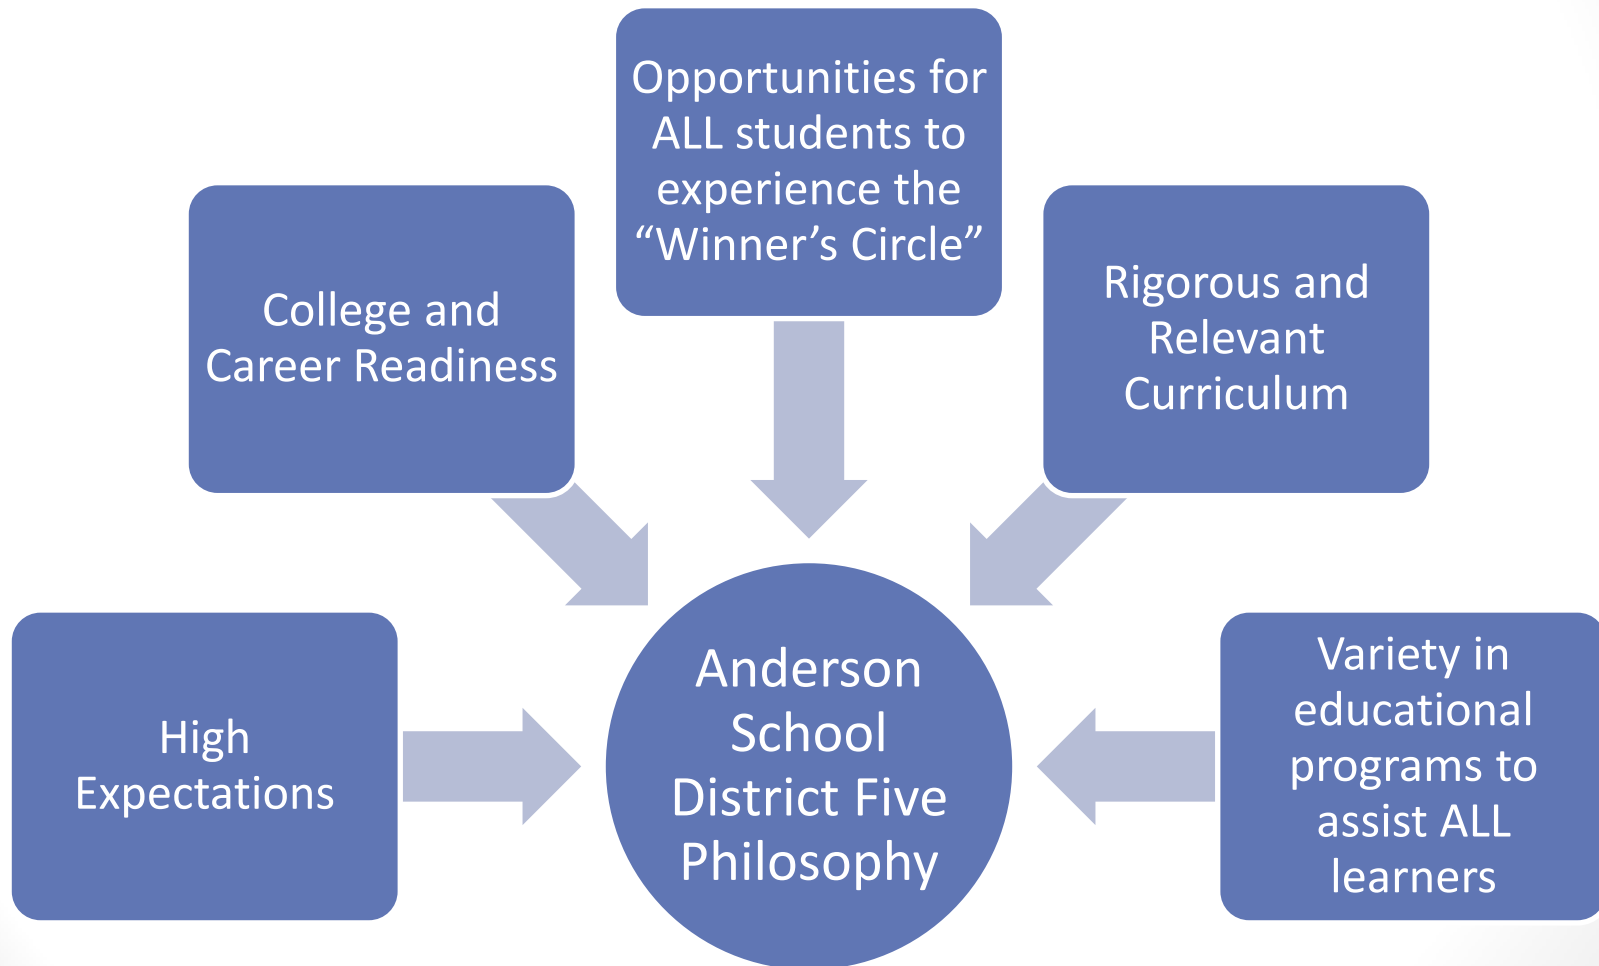 Opportunities for
ALL students to
experience the
“Winner’s Circle”
College and
Career Readiness
Rigorous and
Relevant
Curriculum
High
Expectations
Anderson
School
District Five
Philosophy
Variety in
educational
programs to
assist ALL
learners